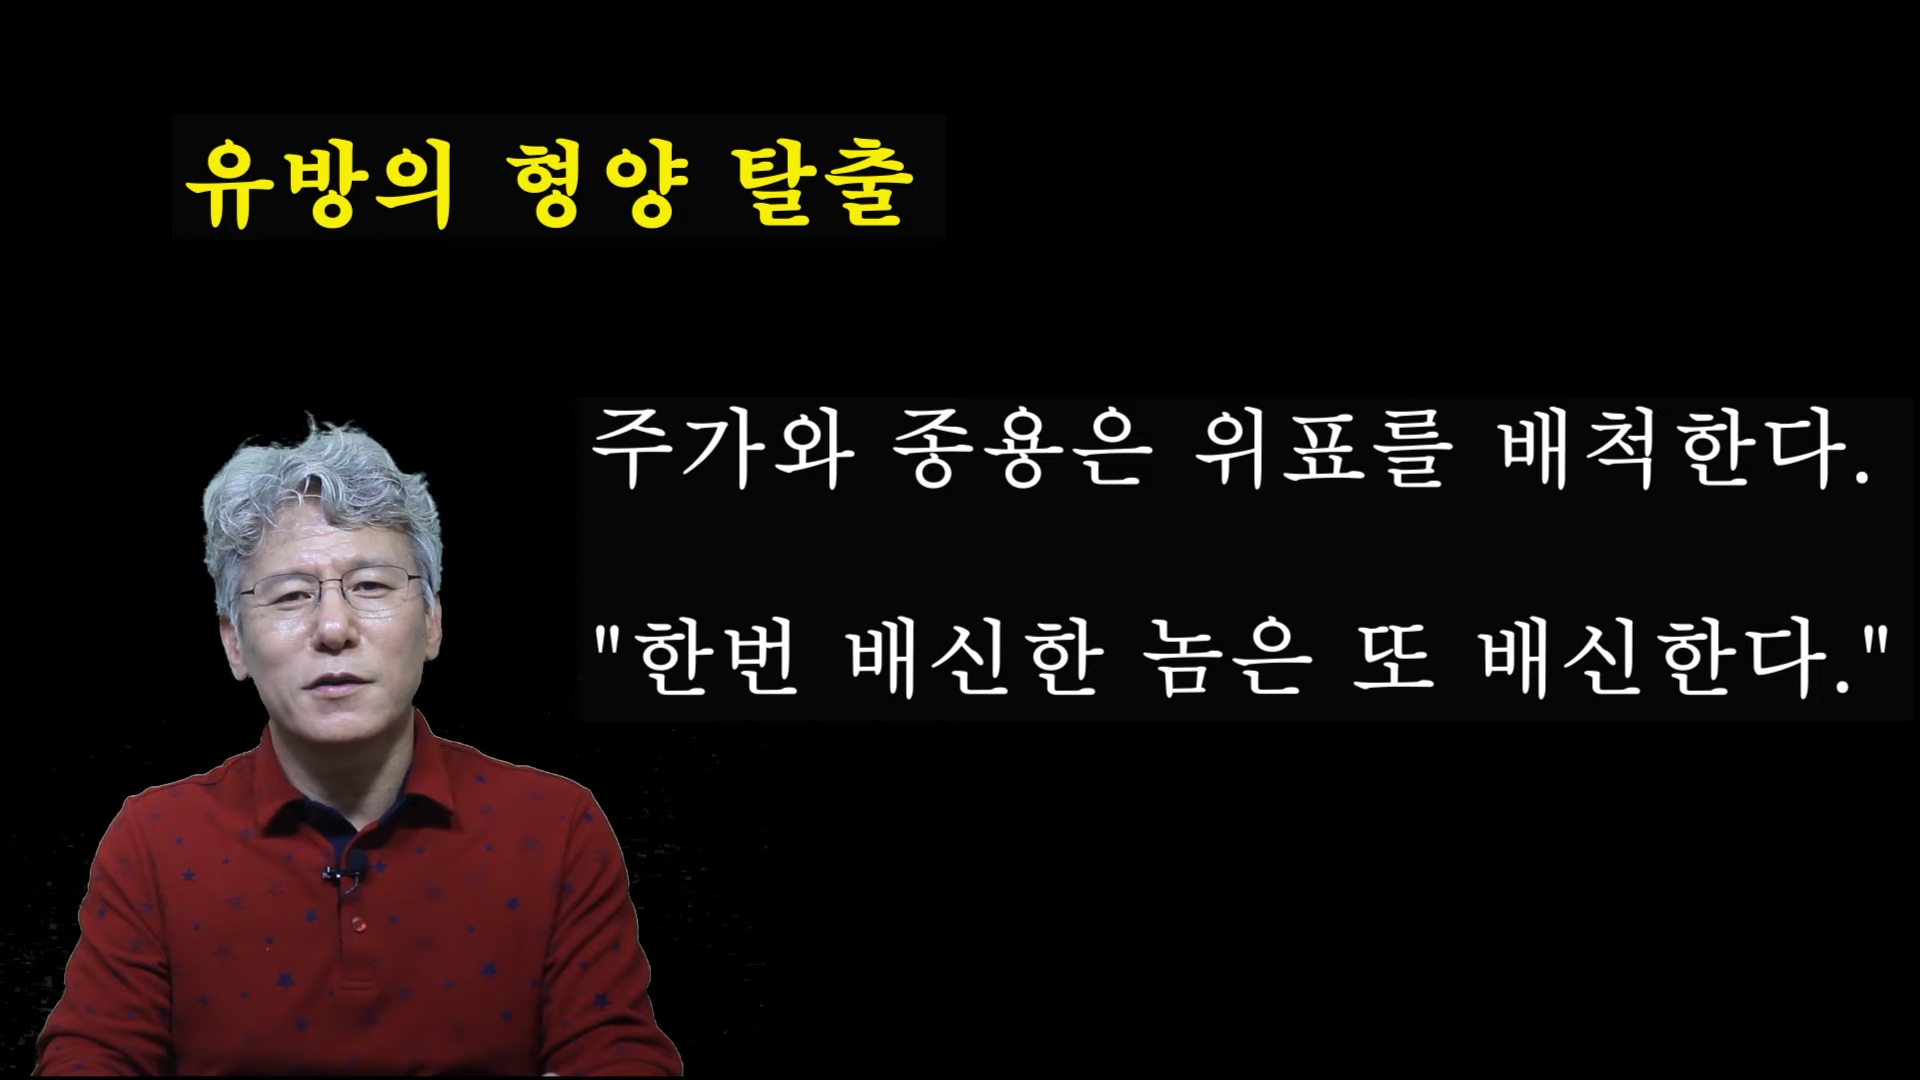 유방의 형양 탈출
주가와 종용은 위표를 배척한다.
"한번 배신한 놈은 또 배신한다."